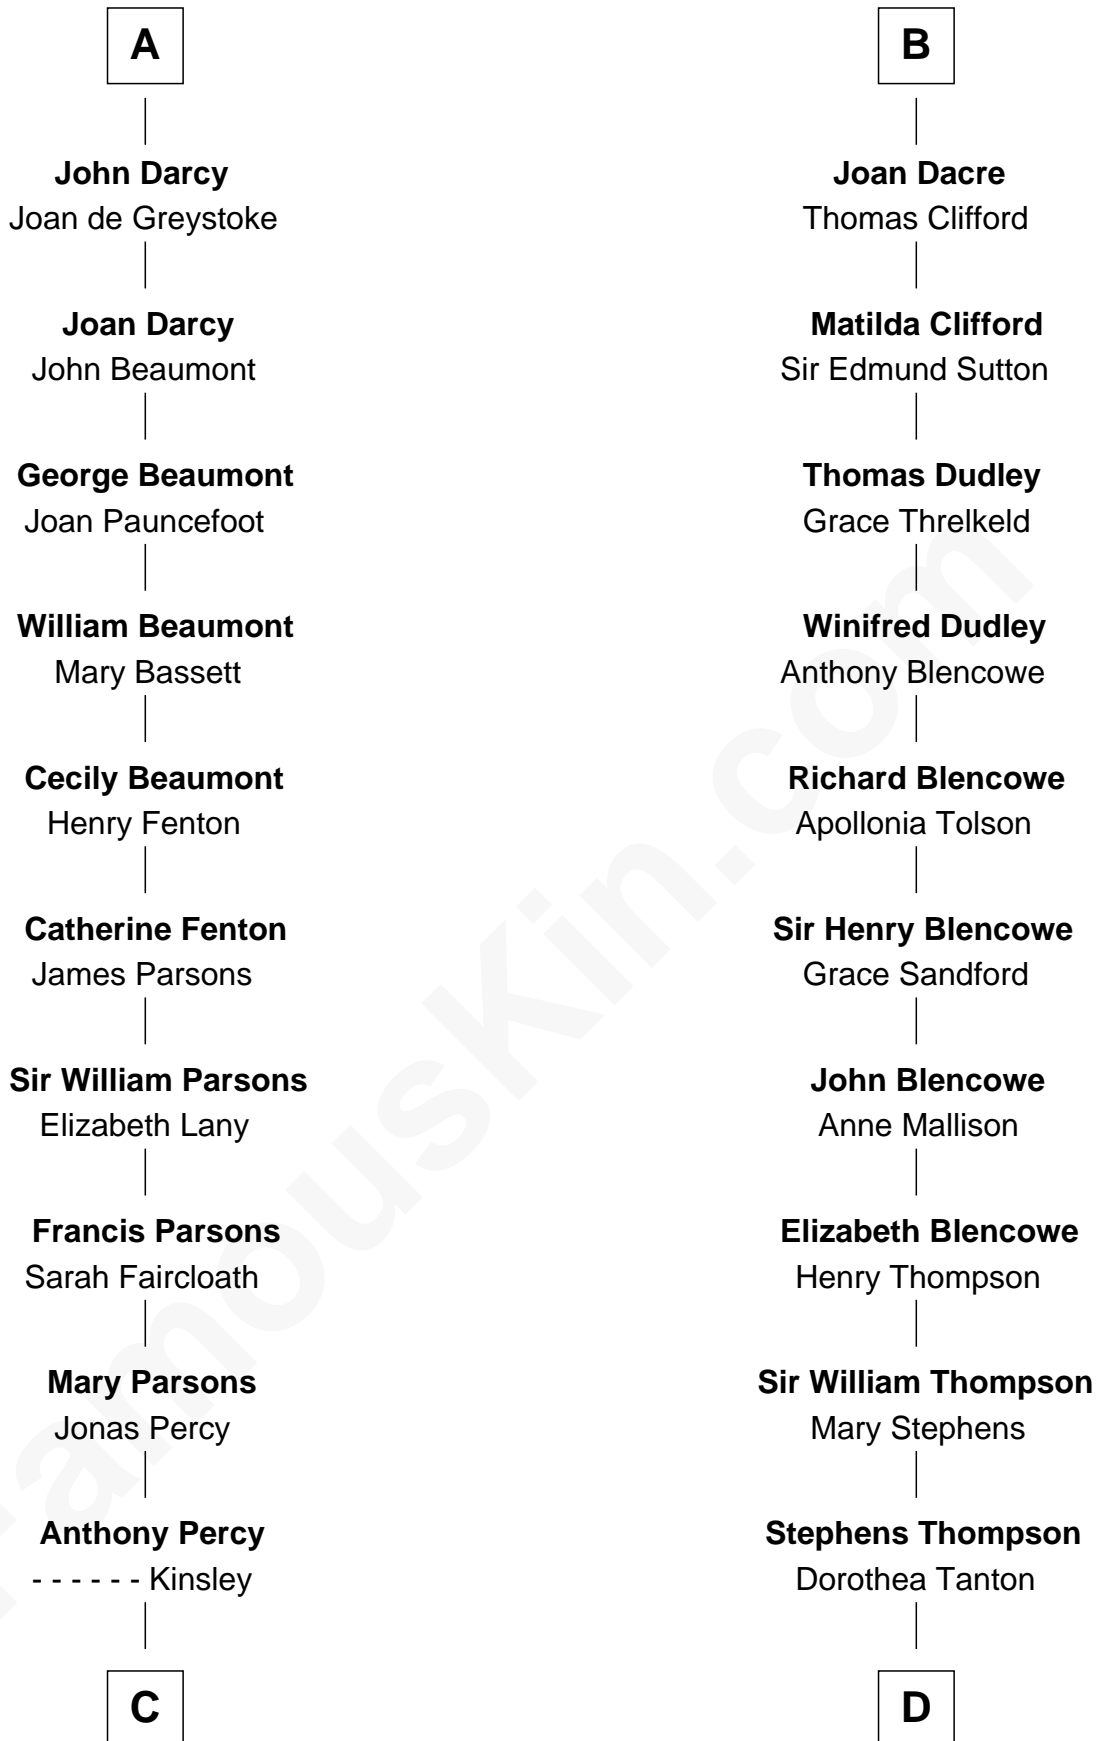 A
John Darcy
Joan de Greystoke
Joan Darcy
John Beaumont
George Beaumont
Joan Pauncefoot
William Beaumont
Mary Bassett
Cecily Beaumont
Henry Fenton
Catherine Fenton
James Parsons
Sir William Parsons
Elizabeth Lany
Francis Parsons
Sarah Faircloath
Mary Parsons
Jonas Percy
Anthony Percy
- - - - - - Kinsley
C
B
Joan Dacre
Thomas Clifford
Matilda Clifford
Sir Edmund Sutton
Thomas Dudley
Grace Threlkeld
Winifred Dudley
Anthony Blencowe
Richard Blencowe
Apollonia Tolson
Sir Henry Blencowe
Grace Sandford
John Blencowe
Anne Mallison
Elizabeth Blencowe
Henry Thompson
Sir William Thompson
Mary Stephens
Stephens Thompson
Dorothea Tanton
D
FamousKin.com